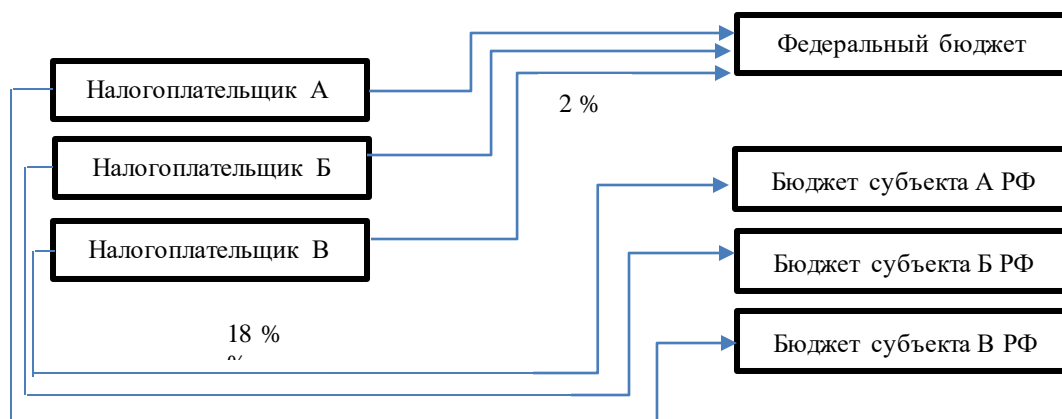 Федеральный бюджет
Налогоплательщик А
2 %
Налогоплательщик Б
Бюджет субъекта А РФ
Налогоплательщик В
Бюджет субъекта Б РФ
18 %
%
Бюджет субъекта В РФ